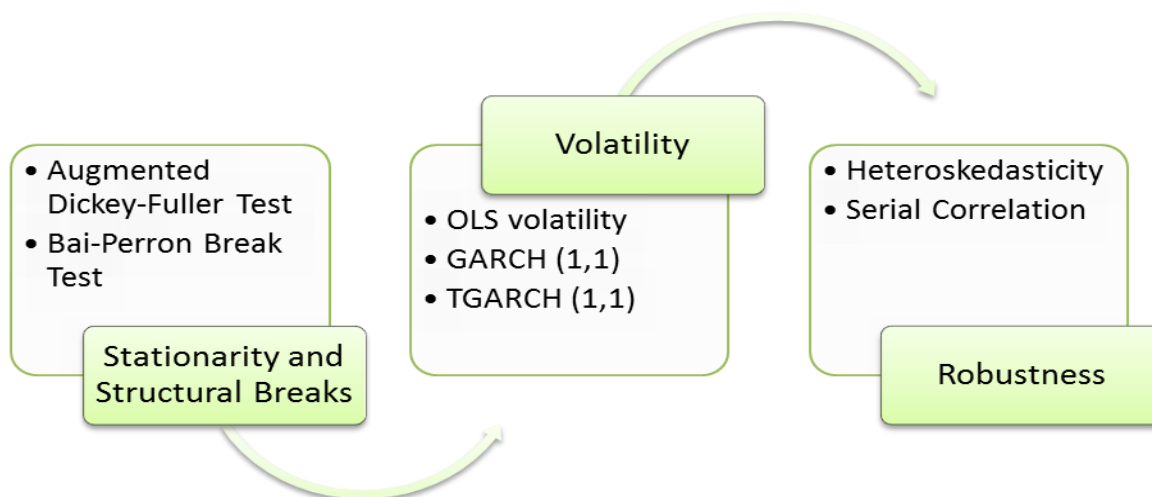 • Augmented
Dickey-Fuller Test
• Bai-Perron Break
Test
Stationarity and
Structural Breaks
Volatility
• OLS volatility
• GARCH (1,1)
• TGARCH (1,1)
• Heteroskedasticity
• Serial Correlation
Robustness